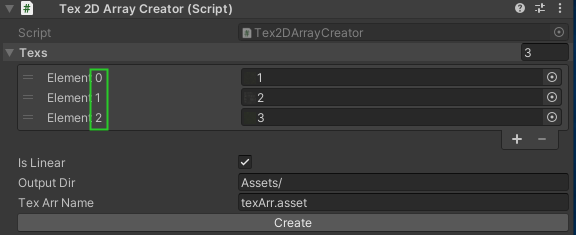 Tex 2D Array Creator (Script)
Script Tex2DArrayCreator
Texs 3
Element 0 1
Element 1 2
Element 2 3
+ −
Is Linear
Output Dir Assets/
Tex Arr Name texArr.asset
Create